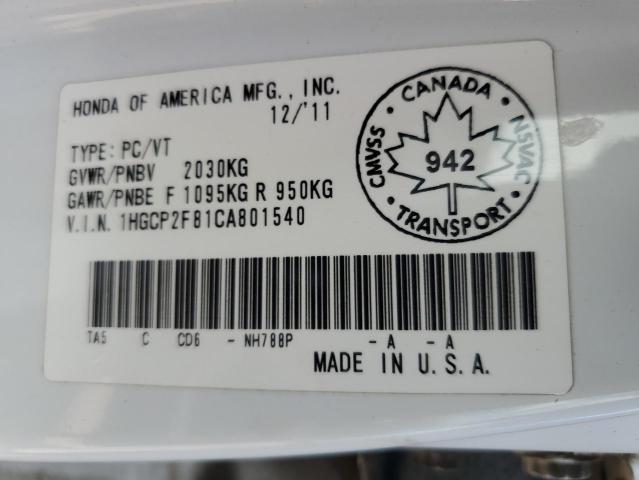 HONDA OF AMERICA MFG., INC.
12/'11
TYPE: PC/VT
GVWR/PNBV 2030KG
GAWR/PNBE F 1095KG R 950KG
V.I.N. 1HGCP2F81CA801540
CANADA
CMVSS
NSVAC
942
TRANSPORT
TA5 C CD6 - NH788P - A - A
MADE IN U.S.A.